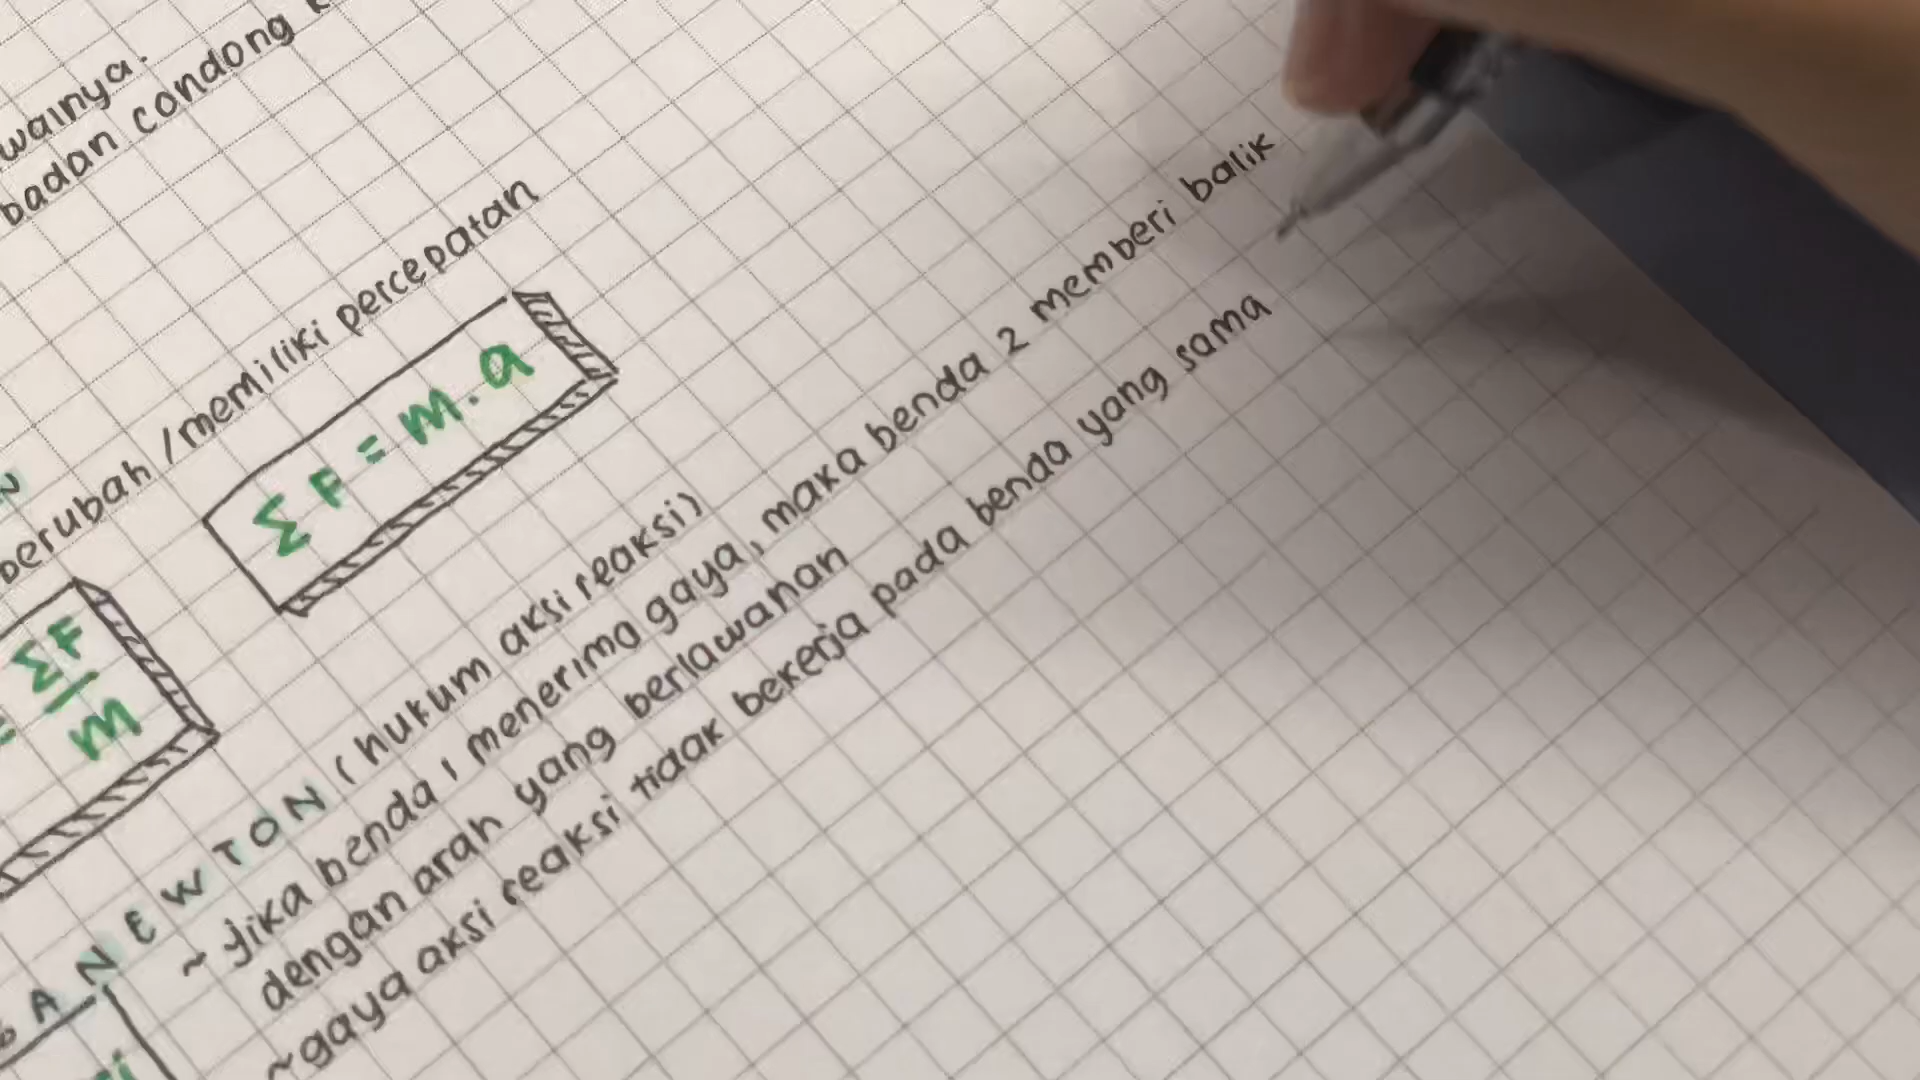 walnya.
badan condong
berubah / memiliki percepatan
ΣF = m.a
ΣF
m
NEWTON (hukum aksi reaksi)
~ jika benda 1 menerima gaya, maka benda 2 memberi balik
dengan arah yang berlawanan
~ gaya aksi reaksi tidak bekerja pada benda yang sama